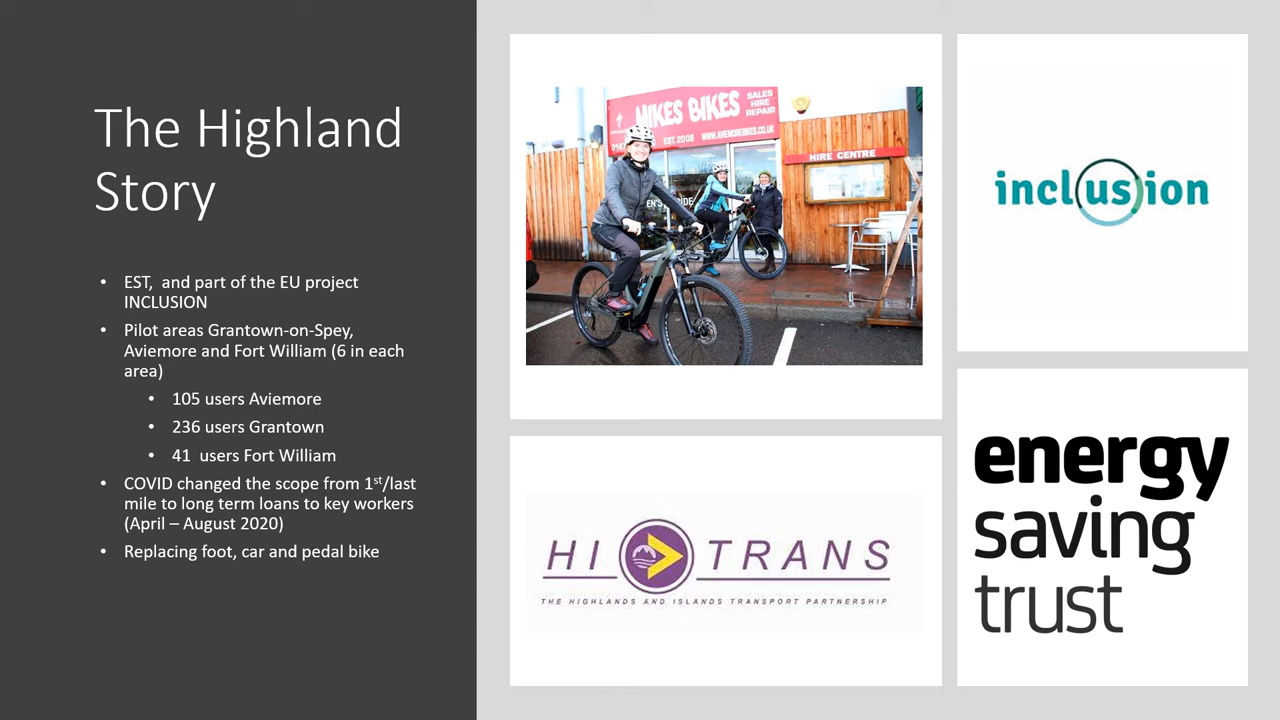 The Highland
Story
• EST,  and part of the EU project
INCLUSION
• Pilot areas Grantown-on-Spey,
Aviemore and Fort William (6 in each
area)
• 105 users Aviemore
• 236 users Grantown
• 41  users Fort William
• COVID changed the scope from 1st/last
mile to long term loans to key workers
(April – August 2020)
• Replacing foot, car and pedal bike
MIKES BIKES
SALES
HIRE
REPAIR
EST. 2008
WWW.AVIEMOREBIKES.CO.UK
HIRE CENTRE
inclusion
HI TRANS
THE HIGHLANDS AND ISLANDS TRANSPORT PARTNERSHIP
energy
saving
trust